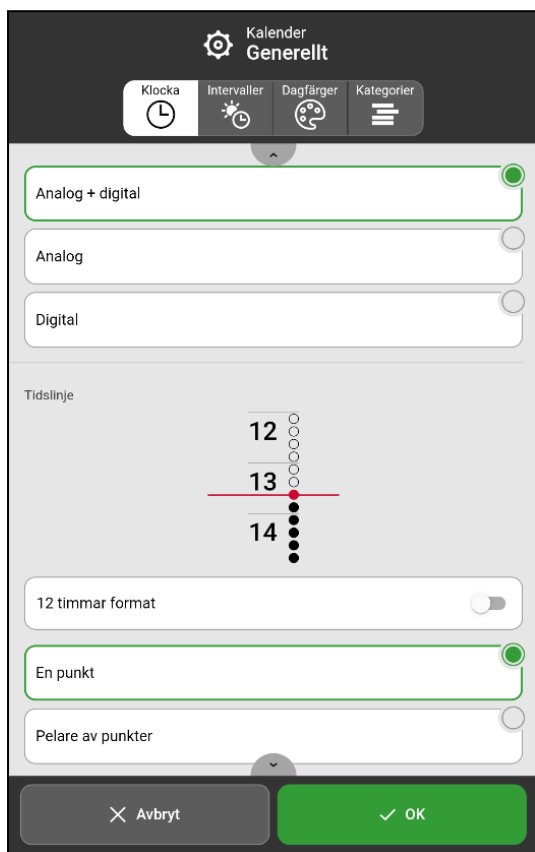 Kalender
Generellt
Klocka
Intervaller
Dagfärger
Kategorier
Analog + digital
Analog
Digital
Tidslinje
12
13
14
12 timmar format
En punkt
Pelare av punkter
Avbryt
OK